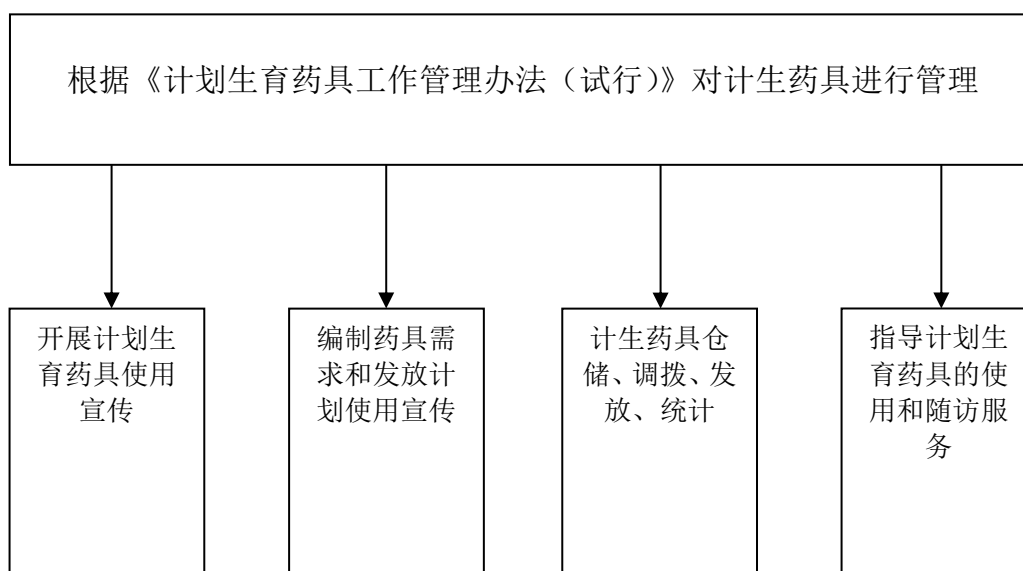 根据《计划生育药具工作管理办法（试行）》对计生药具进行管理
开展计划生
育药具使用
宣传
编制药具需
求和发放计
划使用宣传
计生药具仓
储、调拨、发
放、统计
指导计划生
育药具的使
用和随访服
务